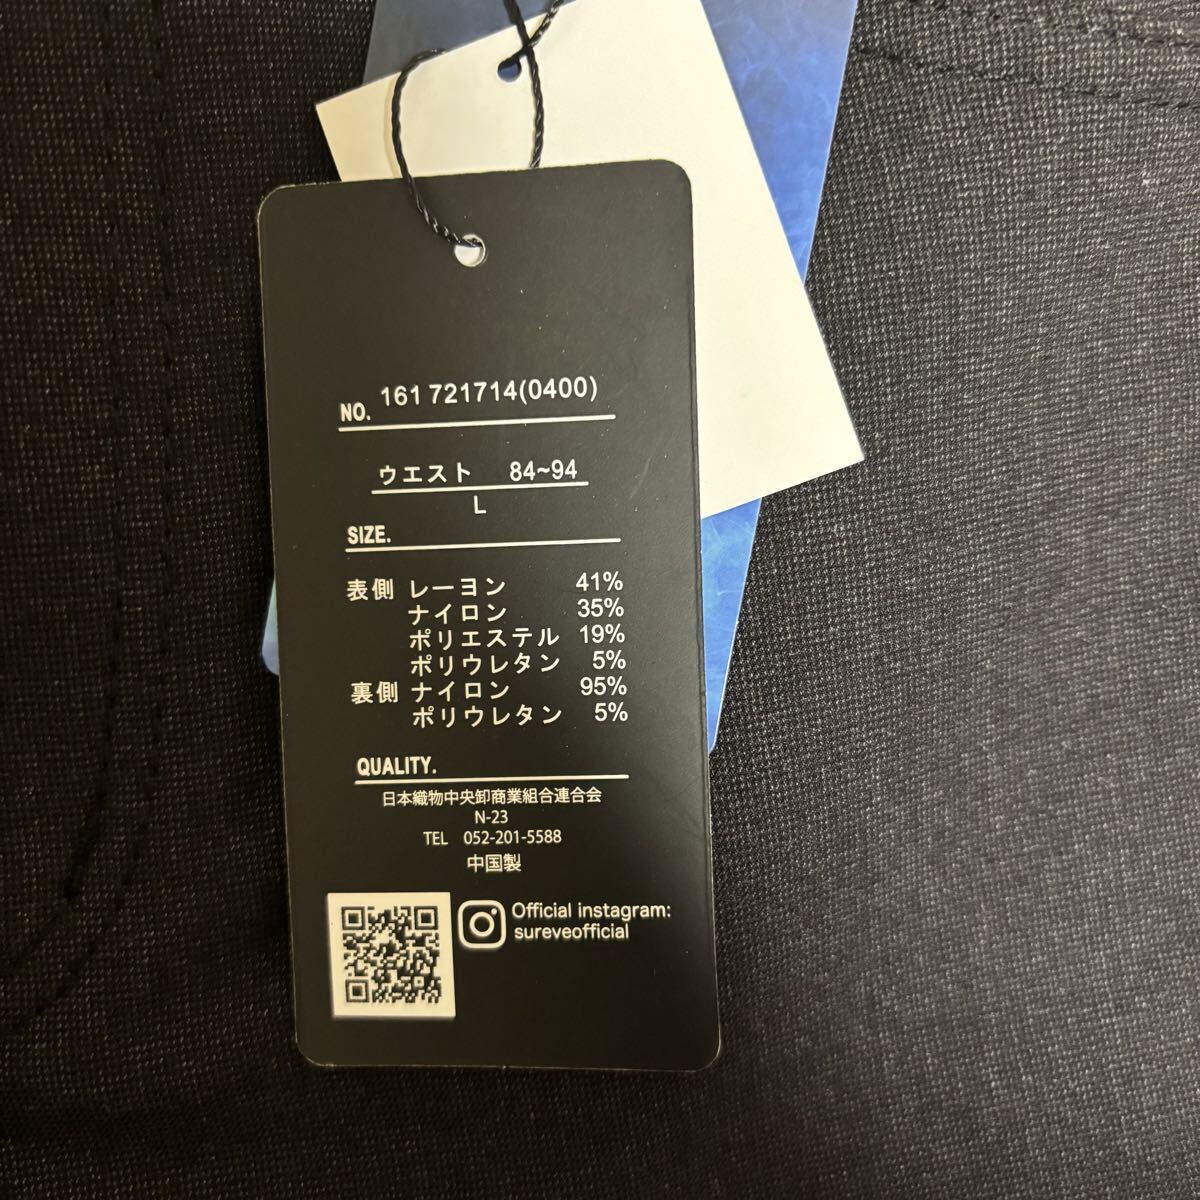 NO. 161 721714(0400)
ウエスト 84~94
L
SIZE.
表側 レーヨン 41%
ナイロン 35%
ポリエステル 19%
ポリウレタン 5%
裏側 ナイロン 95%
ポリウレタン 5%
QUALITY.
日本織物中央卸商業組合連合会
N-23
TEL 052-201-5588
中国製
Official instagram:
sureveofficial